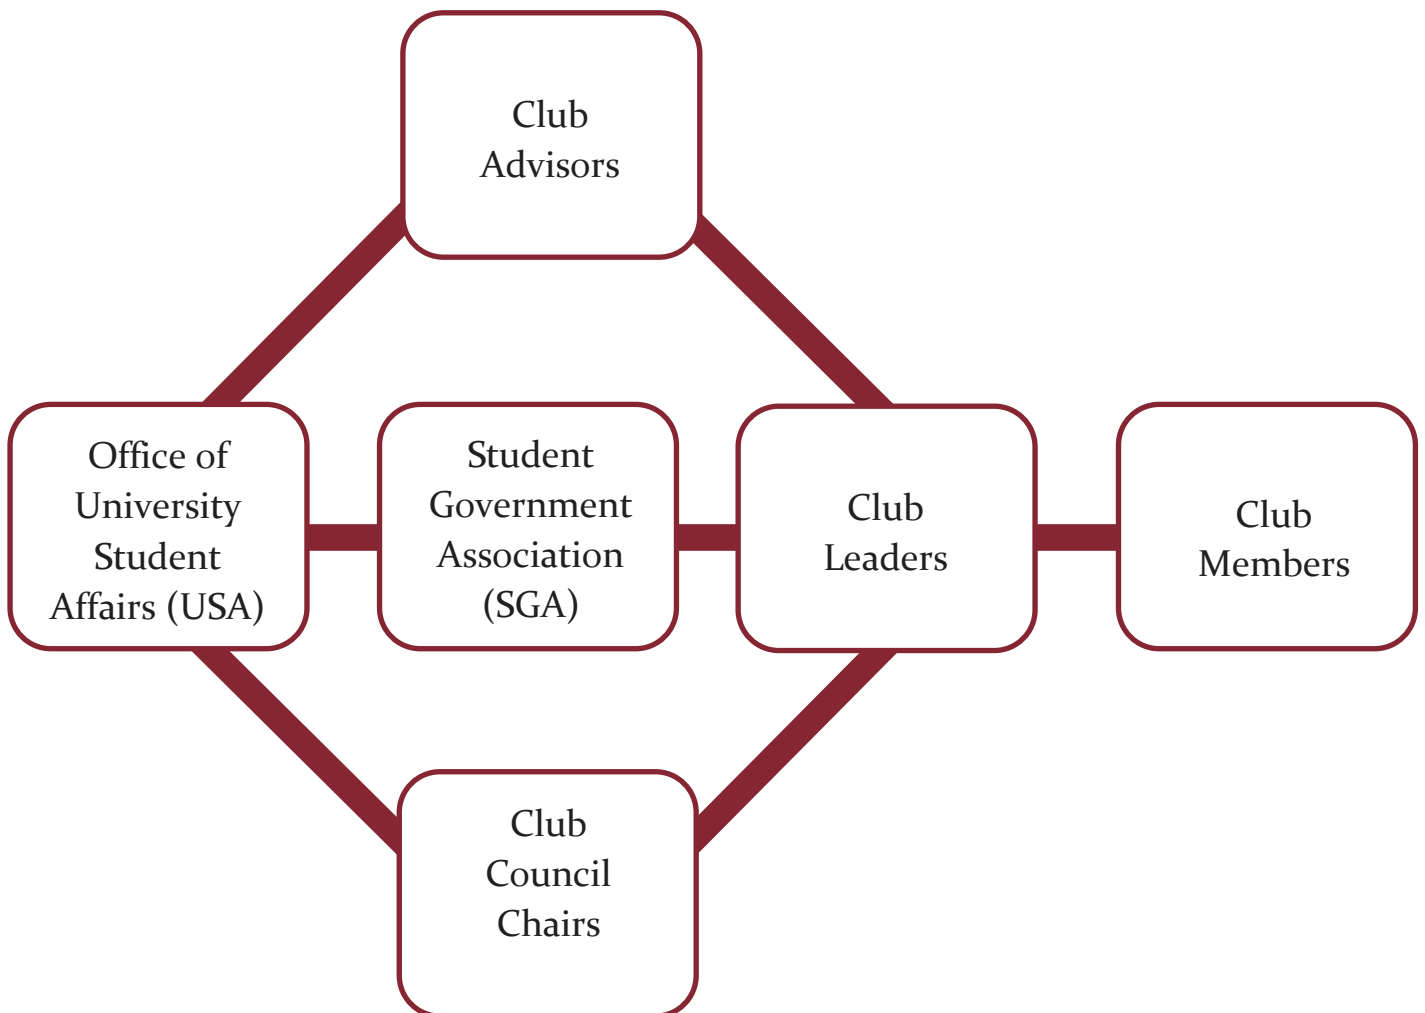 Club
Advisors
Office of
University
Student
Affairs (USA)
Student
Government
Association
(SGA)
Club
Leaders
Club
Members
Club
Council
Chairs